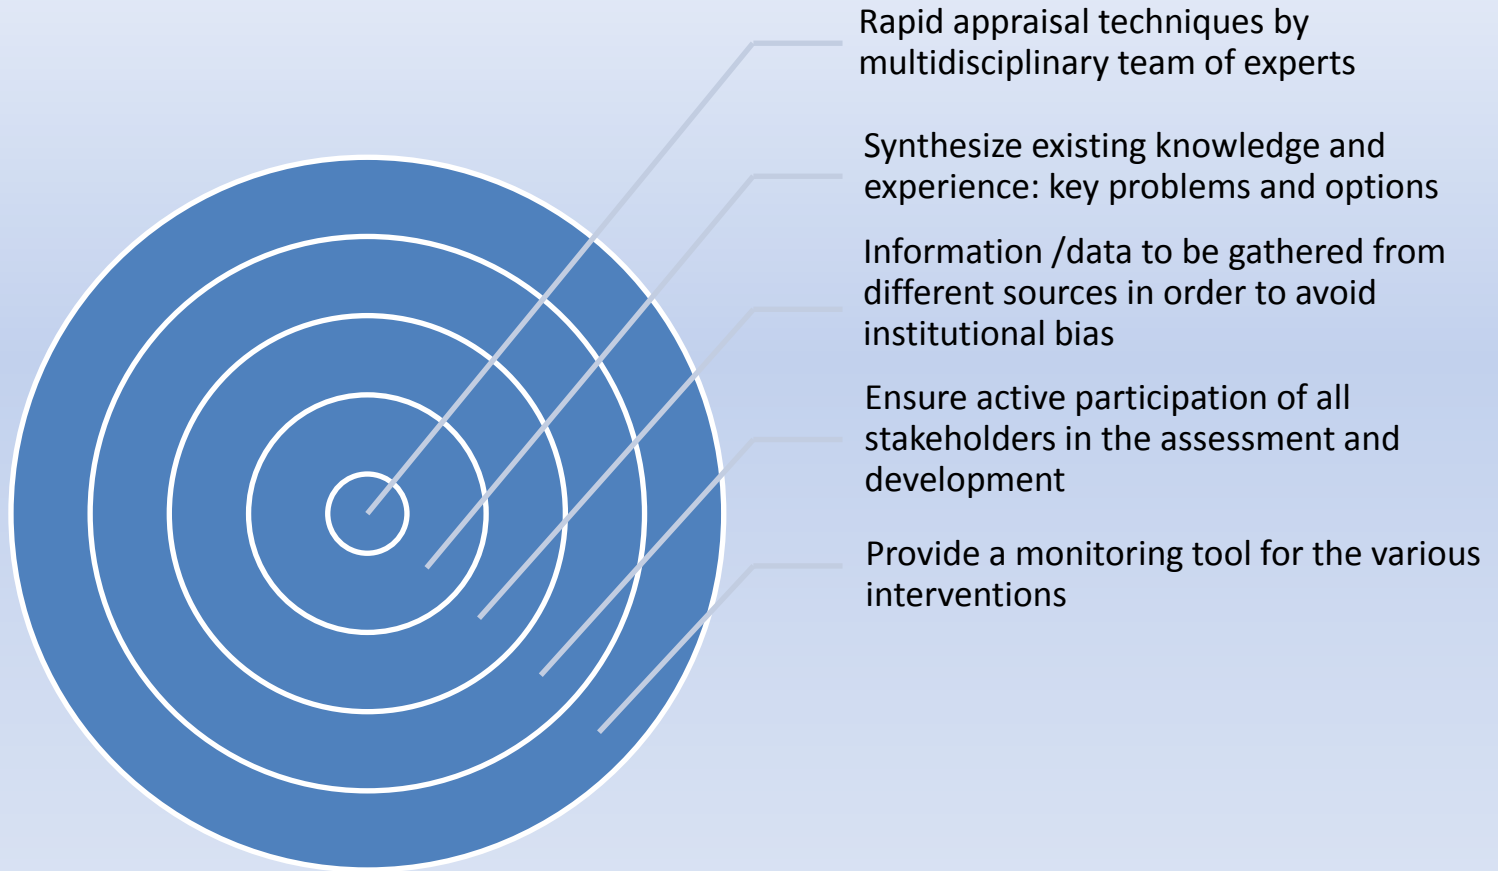 Rapid appraisal techniques by
multidisciplinary team of experts
Synthesize existing knowledge and
experience: key problems and options
Information /data to be gathered from
different sources in order to avoid
institutional bias
Ensure active participation of all
stakeholders in the assessment and
development
Provide a monitoring tool for the various
interventions